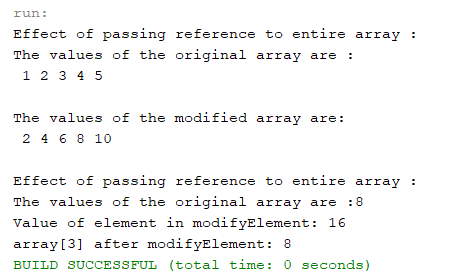 run:
Effect of passing reference to entire array :
The values of the original array are :
1 2 3 4 5
The values of the modified array are:
2 4 6 8 10
Effect of passing reference to entire array :
The values of the original array are :8
Value of element in modifyElement: 16
array[3] after modifyElement: 8
BUILD SUCCESSFUL (total time: 0 seconds)